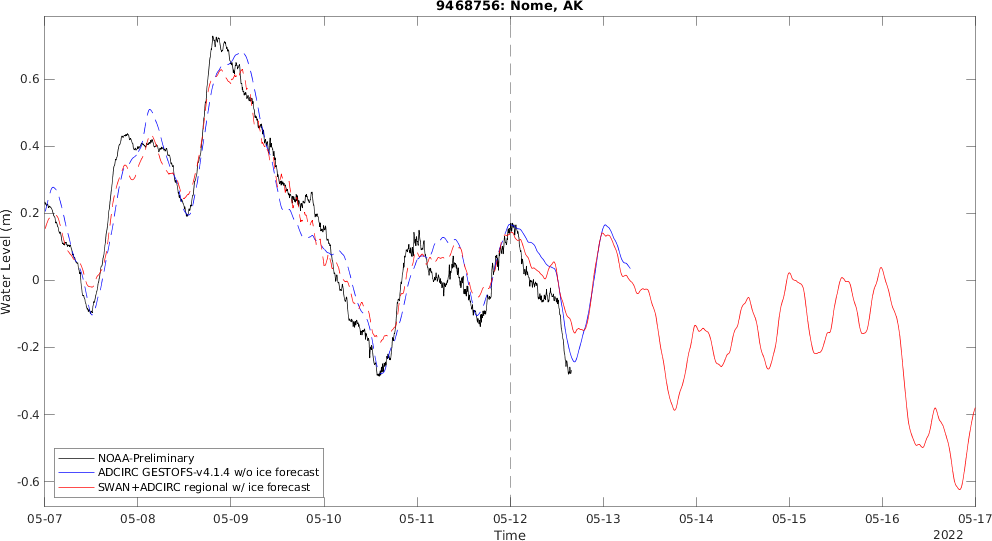 9468756: Nome, AK
Water Level (m)
0.6
0.4
0.2
0
-0.2
-0.4
-0.6
NOAA-Preliminary
ADCIRC GESTOFS-v4.1.4 w/o ice forecast
SWAN+ADCIRC regional w/ ice forecast
05-07 05-08 05-09 05-10 05-11 05-12 05-13 05-14 05-15 05-16 05-17
Time
2022